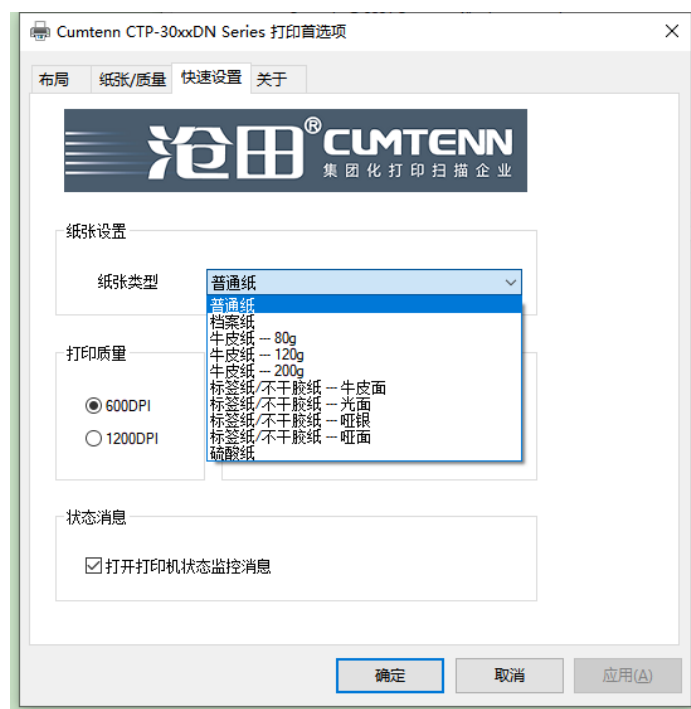 Cumtenn CTP-30xxDN Series 打印首选项
布局 纸张/质量 快速设置 关于
沧田® CUMTENN
集团化打印扫描企业
纸张设置
纸张类型 普通纸
普通纸
档案纸
牛皮纸 -- 80g
牛皮纸 -- 120g
牛皮纸 -- 200g
标签纸/不干胶纸 -- 牛皮面
标签纸/不干胶纸 -- 光面
标签纸/不干胶纸 -- 哑银
标签纸/不干胶纸 -- 哑面
硫酸纸
打印质量
600DPI
1200DPI
状态消息
打开打印机状态监控消息
确定 取消 应用(A)